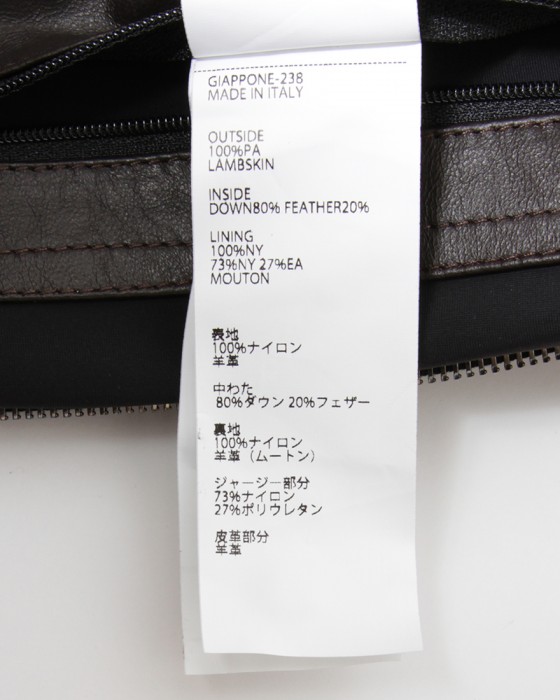 GIAPPONE-238
MADE IN ITALY
OUTSIDE
100%PA
LAMBSKIN
INSIDE
DOWN80% FEATHER20%
LINING
100%NY
73%NY 27%EA
MOUTON
表地
100%ナイロン
羊革
中わた
80%ダウン 20%フェザー
裏地
100%ナイロン
羊革（ムートン）
ジャージー部分
73%ナイロン
27%ポリウレタン
皮革部分
羊革